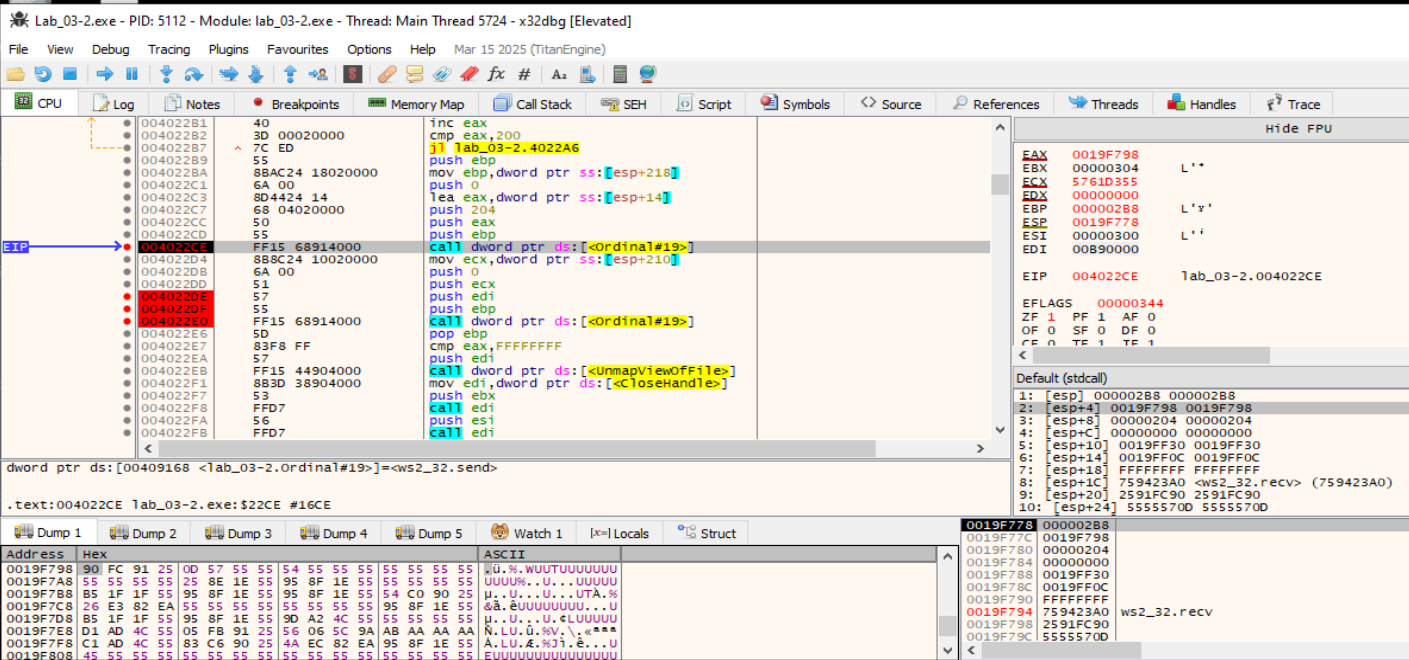 Lab_03-2.exe - PID: 5112 - Module: lab_03-2.exe - Thread: Main Thread 5724 - x32dbg [Elevated]
File View Debug Tracing Plugins Favourites Options Help Mar 15 2025 (TitanEngine)
CPU Log Notes Breakpoints Memory Map Call Stack SEH Script Symbols Source References Threads Handles Trace
004022B1 40 inc eax
004022B2 3D 00020000 cmp eax,200
004022B7 7C ED jl lab_03-2.4022A6
004022B9 55 push ebp
004022BA 8BAC24 18020000 mov ebp,dword ptr ss:[esp+218]
004022C1 6A 00 push 0
004022C3 8D4424 14 lea eax,dword ptr ss:[esp+14]
004022C7 68 04020000 push 204
004022CC 50 push eax
004022CD 55 push ebp
EIP 004022CE FF15 68914000 call dword ptr ds:[<Ordinal#19>]
004022D4 8B8C24 10020000 mov ecx,dword ptr ss:[esp+210]
004022DB 6A 00 push 0
004022DD 51 push ecx
004022DE 57 push edi
004022DF 55 push ebp
004022E0 FF15 68914000 call dword ptr ds:[<Ordinal#19>]
004022E6 5D pop ebp
004022E7 83F8 FF cmp eax,FFFFFFFF
004022EA 57 push edi
004022EB FF15 44904000 call dword ptr ds:[<UnmapViewOfFile>]
004022F1 8B3D 38904000 mov edi,dword ptr ds:[<CloseHandle>]
004022F7 53 push ebx
004022F8 FFD7 call edi
004022FA 56 push esi
004022FB FFD7 call edi
Hide FPU
EAX 0019F798
EBX 00000304
ECX 5761D355
EDX 00000000
EBP 000002B8
ESP 0019F778
ESI 00000300
EDI 00B90000
EIP 004022CE lab_03-2.004022CE
EFLAGS 00000344
ZF 1 PF 1 AF 0
OF 0 SF 0 DF 0
CF 0 TF 1 IF 1
Default (stdcall)
1: [esp] 000002B8 000002B8
2: [esp+4] 0019F798 0019F798
3: [esp+8] 00000204 00000204
4: [esp+C] 00000000 00000000
5: [esp+10] 0019FF30 0019FF30
6: [esp+14] 0019FF0C 0019FF0C
7: [esp+18] FFFFFFFF FFFFFFFF
8: [esp+1C] 759423A0 <ws2_32.recv> (759423A0)
9: [esp+20] 2591FC90 2591FC90
10: [esp+24] 5555570D 5555570D
dword ptr ds:[00409168 <lab_03-2.Ordinal#19>]=<ws2_32.send>
.text:004022CE lab_03-2.exe:$22CE #16CE
Dump 1 Dump 2 Dump 3 Dump 4 Dump 5 Watch 1 [x=] Locals Struct
Address Hex ASCII
0019F798 90 FC 91 25 0D 57 55 55 54 55 55 55 55 55 55 55 .ü.%.WUUTUUUUUUU
0019F7A8 55 55 55 55 25 8E 1E 55 95 8F 1E 55 55 55 55 55 UUUU%..U...UUUUU
0019F7B8 B5 1F 1F 55 95 8F 1E 55 95 8F 1E 55 54 C0 90 25 µ..U...U...UTÀ.%
0019F7C8 26 E3 82 EA 55 55 55 55 55 55 55 55 95 8F 1E 55 &ã.êUUUUUUUU...U
0019F7D8 B5 1F 1F 55 95 8F 1E 55 9D A2 4C 55 55 55 55 55 µ..U...U.¢LUUUUU
0019F7E8 D1 AD 4C 55 05 FB 91 25 56 06 5C 9A AB AA AA AA Ñ.LU.û.%V.\.«ªªª
0019F7F8 C1 AD 4C 55 83 C6 90 25 4A EC 82 EA 95 8F 1E 55 Á.LU.Æ.%Jì.ê...U
0019F808 45 55 55 55 55 55 55 55 55 55 55 55 55 55 55 55 EUUUUUUUUUUUUUUU
0019F778 000002B8
0019F77C 0019F798
0019F780 00000204
0019F784 00000000
0019F788 0019FF30
0019F78C 0019FF0C
0019F790 FFFFFFFF
0019F794 759423A0 ws2_32.recv
0019F798 2591FC90
0019F79C 5555570D